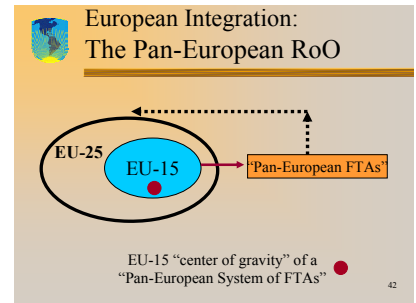 European Integration:
The Pan-European RoO
EU-25
EU-15
“Pan-European FTAs”
EU-15 “center of gravity” of a
“Pan-European System of FTAs”
42